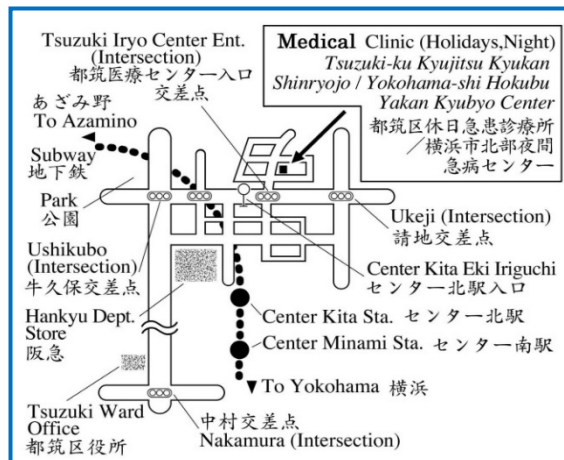 Tsuzuki Iryo Center Ent.
(Intersection)
都筑医療センター入口
交差点
Medical Clinic (Holidays,Night)
Tsuzuki-ku Kyujitsu Kyukan
Shinryojo / Yokohama-shi Hokubu
Yakan Kyubyo Center
都筑区休日急患診療所
／横浜市北部夜間
急病センター
あざみ野
To Azamino
Subway
地下鉄
Park
公園
Ushikubo
(Intersection)
牛久保交差点
Ukeji (Intersection)
請地交差点
Center Kita Eki Iriguchi
センター北駅入口
Hankyu Dept.
Store
阪急
Center Kita Sta. センター北駅
Center Minami Sta. センター南駅
To Yokohama 横浜
Tsuzuki Ward
Office
都筑区役所
中村交差点
Nakamura (Intersection)